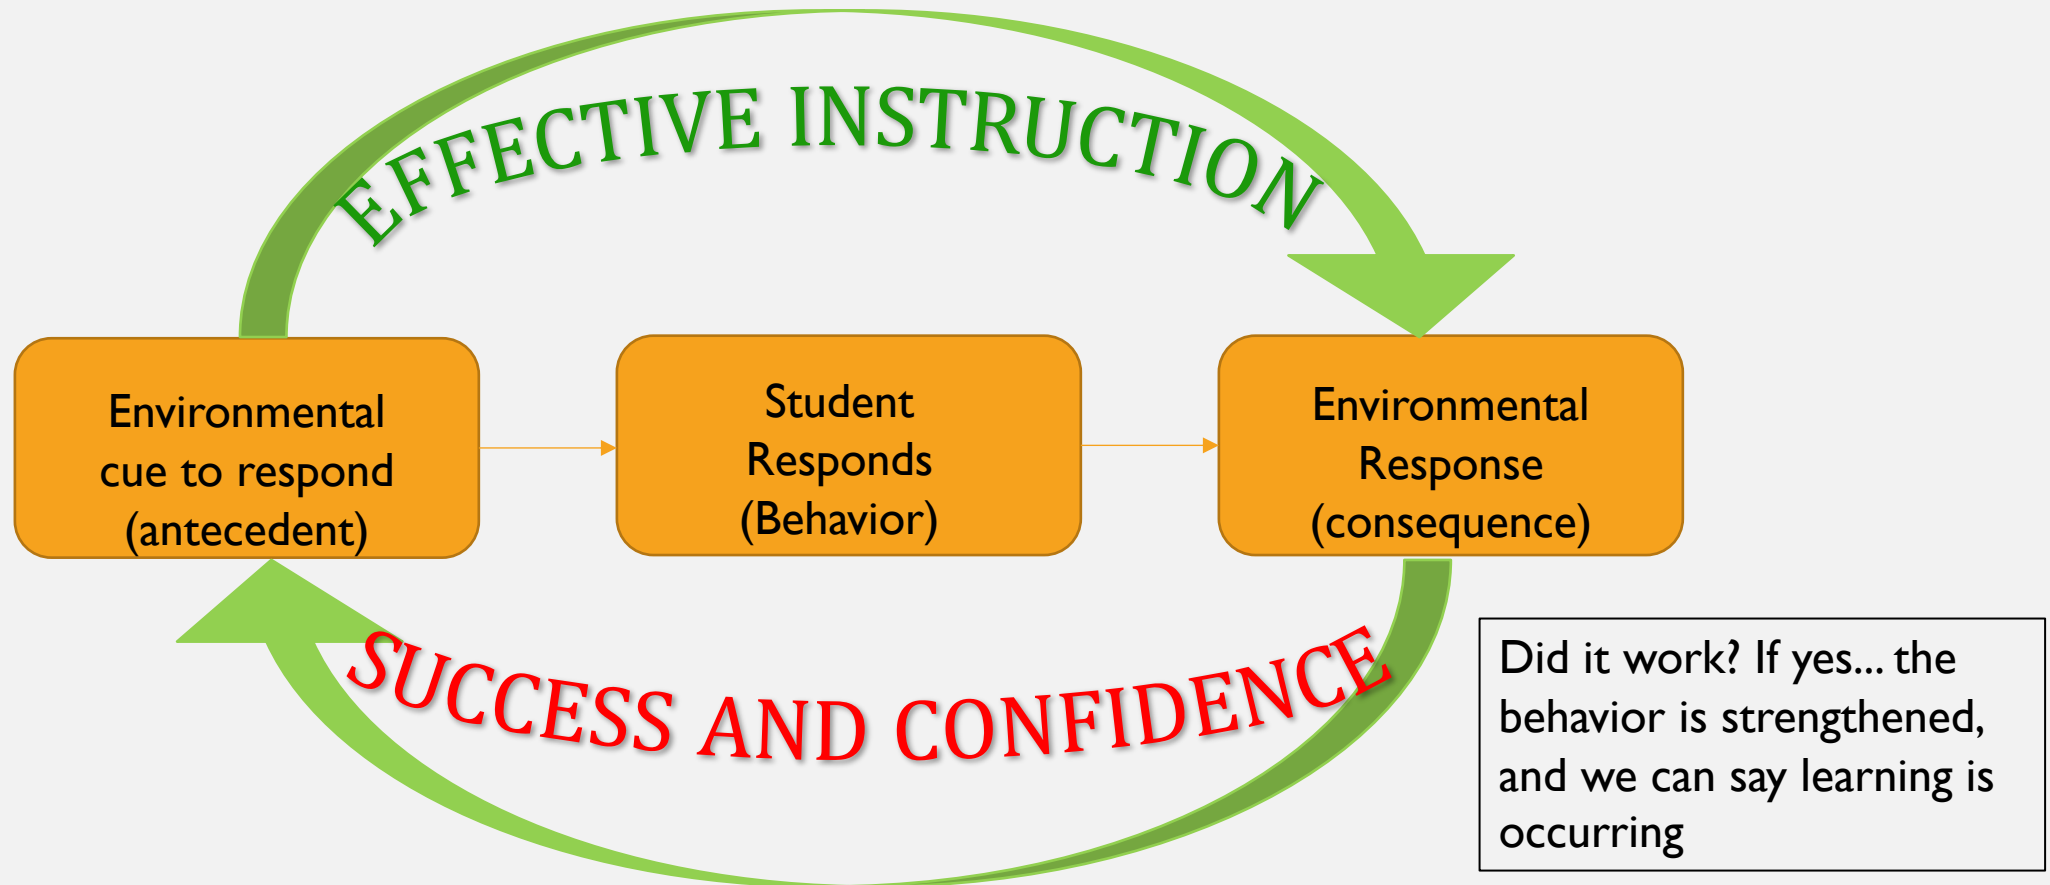 EFFECTIVE INSTRUCTION
Environmental
cue to respond
(antecedent)
Student
Responds
(Behavior)
Environmental
Response
(consequence)
SUCCESS AND CONFIDENCE
Did it work? If yes... the
behavior is strengthened,
and we can say learning is
occurring